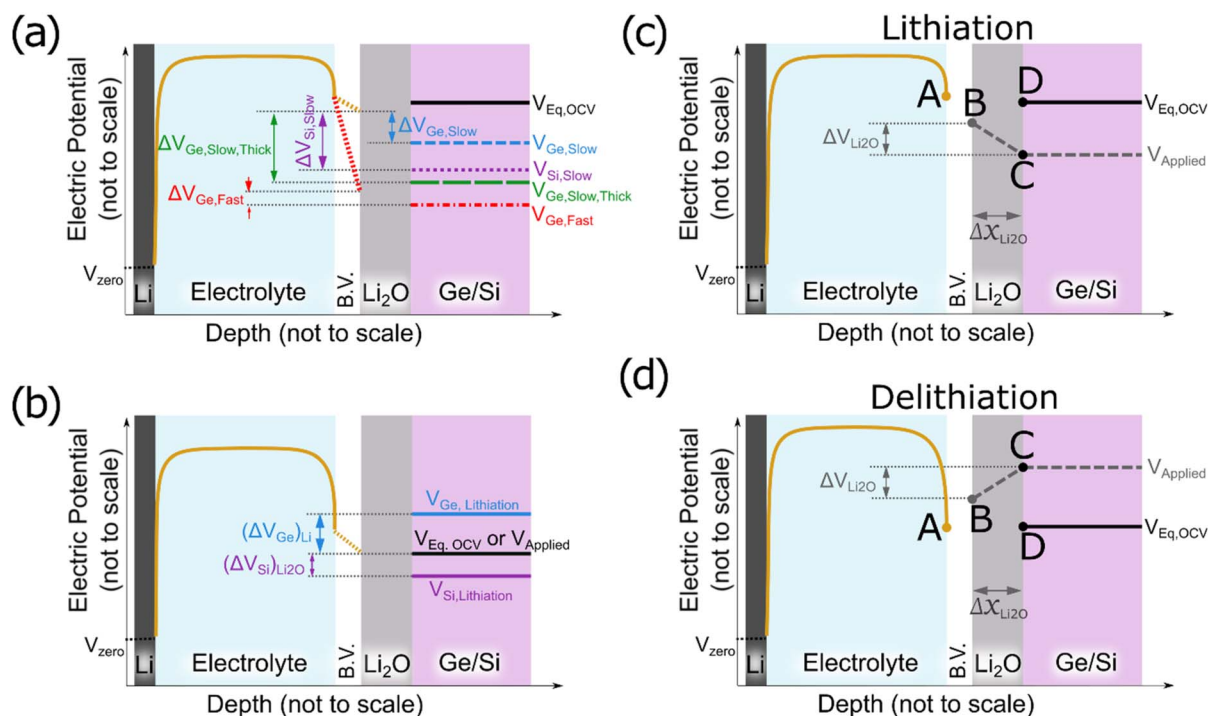 (a)
Electric Potential
(not to scale)
V_Eq,OCV
ΔV_Ge,Slow
ΔV_Si,Slow
ΔV_Ge,Slow,Thick
V_Ge,Slow
V_Si,Slow
ΔV_Ge,Fast
V_Ge,Slow,Thick
V_Ge,Fast
V_zero
Li
Electrolyte
B.V.
Li₂O
Ge/Si
Depth (not to scale)
(b)
Electric Potential
(not to scale)
V_Ge, Lithiation
(ΔV_Ge)_Li
V_Eq. OCV or V_Applied
(ΔV_Si)_Li2O
V_Si,Lithiation
V_zero
Li
Electrolyte
B.V.
Li₂O
Ge/Si
Depth (not to scale)
(c)
Lithiation
Electric Potential
(not to scale)
A
B
D
V_Eq,OCV
ΔV_Li2O
C
V_Applied
Δx_Li2O
V_zero
Li
Electrolyte
B.V.
Li₂O
Ge/Si
Depth (not to scale)
(d)
Delithiation
Electric Potential
(not to scale)
C
V_Applied
ΔV_Li2O
B
A
D
V_Eq,OCV
Δx_Li2O
V_zero
Li
Electrolyte
B.V.
Li₂O
Ge/Si
Depth (not to scale)